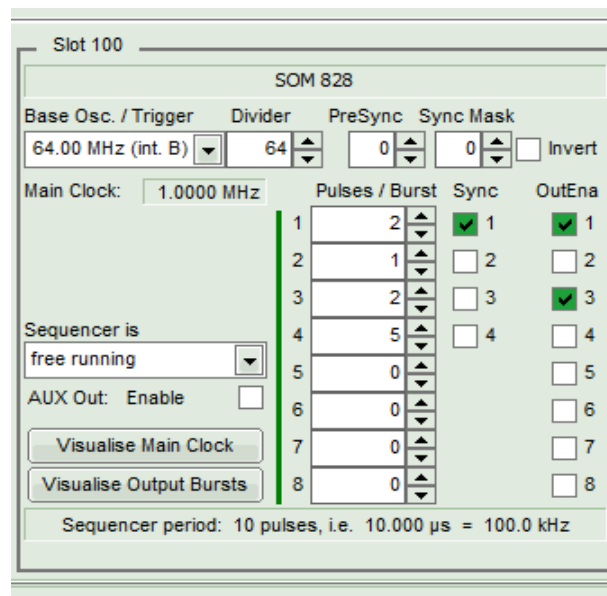 Slot 100
SOM 828
Base Osc. / Trigger Divider PreSync Sync Mask
64.00 MHz (int. B) 64 0 0 Invert
Main Clock: 1.0000 MHz Pulses / Burst Sync OutEna
1 2 1 1
2 1 2 2
3 2 3 3
Sequencer is 4 5 4 4
free running
5 0 5
AUX Out: Enable
6 0 6
Visualise Main Clock 7 0 7
Visualise Output Bursts 8 0 8
Sequencer period: 10 pulses, i.e. 10.000 µs = 100.0 kHz